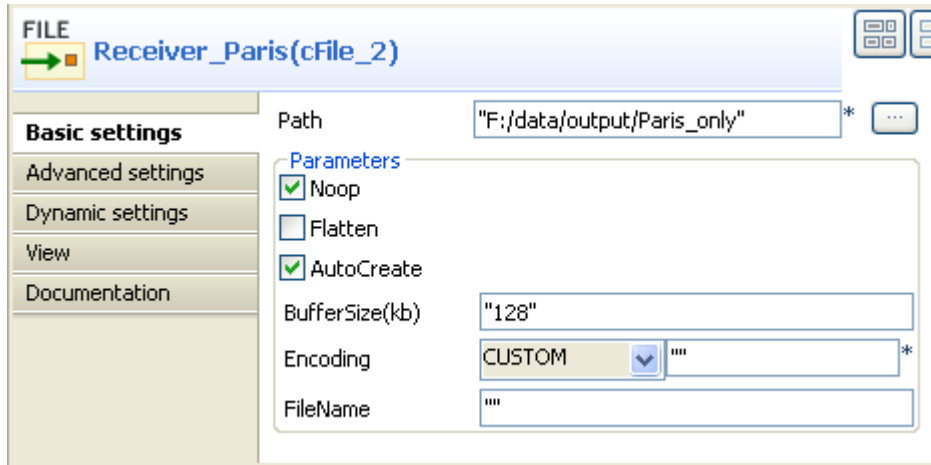 FILE
Receiver_Paris(cFile_2)
Basic settings
Advanced settings
Dynamic settings
View
Documentation
Path "F:/data/output/Paris_only" * ...
Parameters
Noop
Flatten
AutoCreate
BufferSize(kb) "128"
Encoding CUSTOM "" *
FileName ""